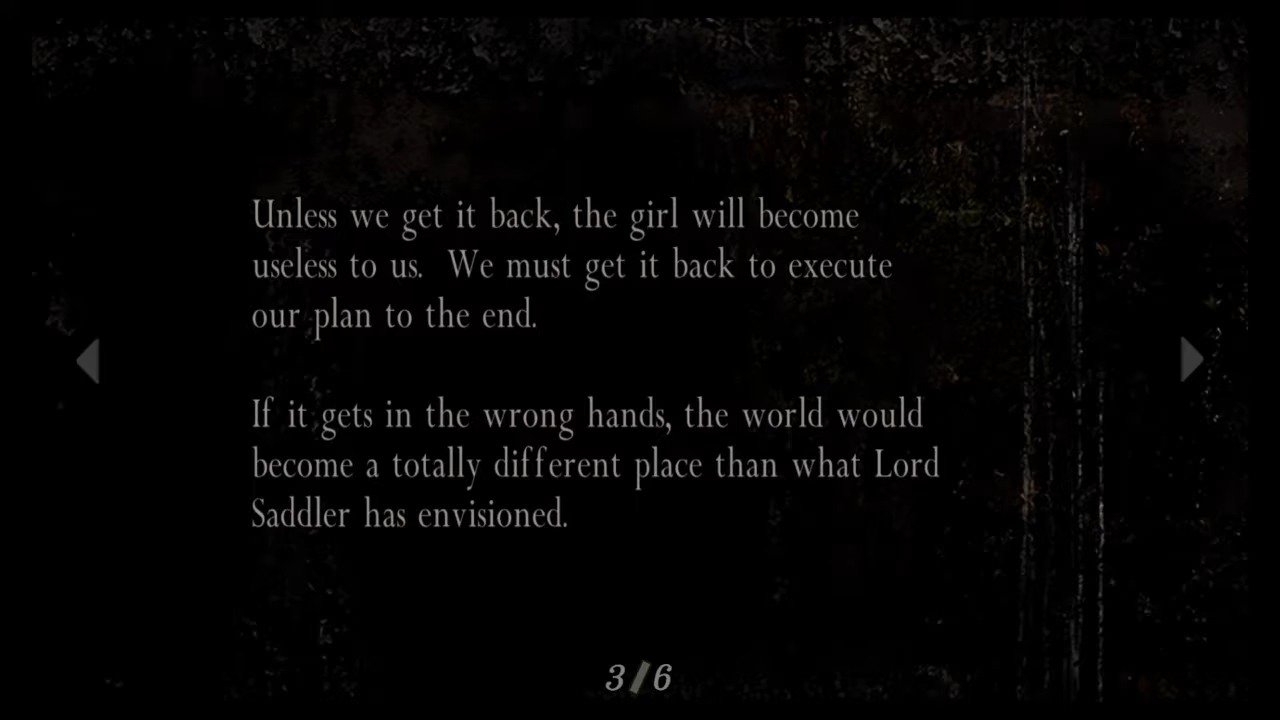 Unless we get it back, the girl will become
useless to us.  We must get it back to execute
our plan to the end.
If it gets in the wrong hands, the world would
become a totally different place than what Lord
Saddler has envisioned.
3/6